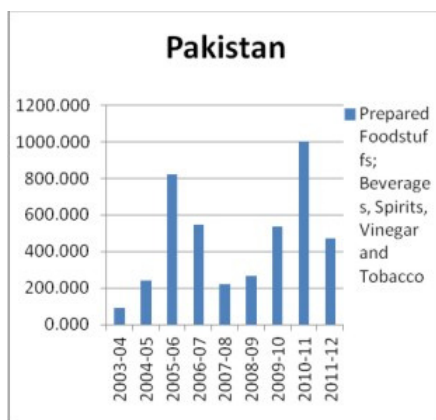 Pakistan
1200.000
1000.000
800.000
600.000
400.000
200.000
0.000
2003-04
2004-05
2005-06
2006-07
2007-08
2008-09
2009-10
2010-11
2011-12
Prepared
Foodstuf
fs;
Beverage
s, Spirits,
Vinegar
and
Tobacco